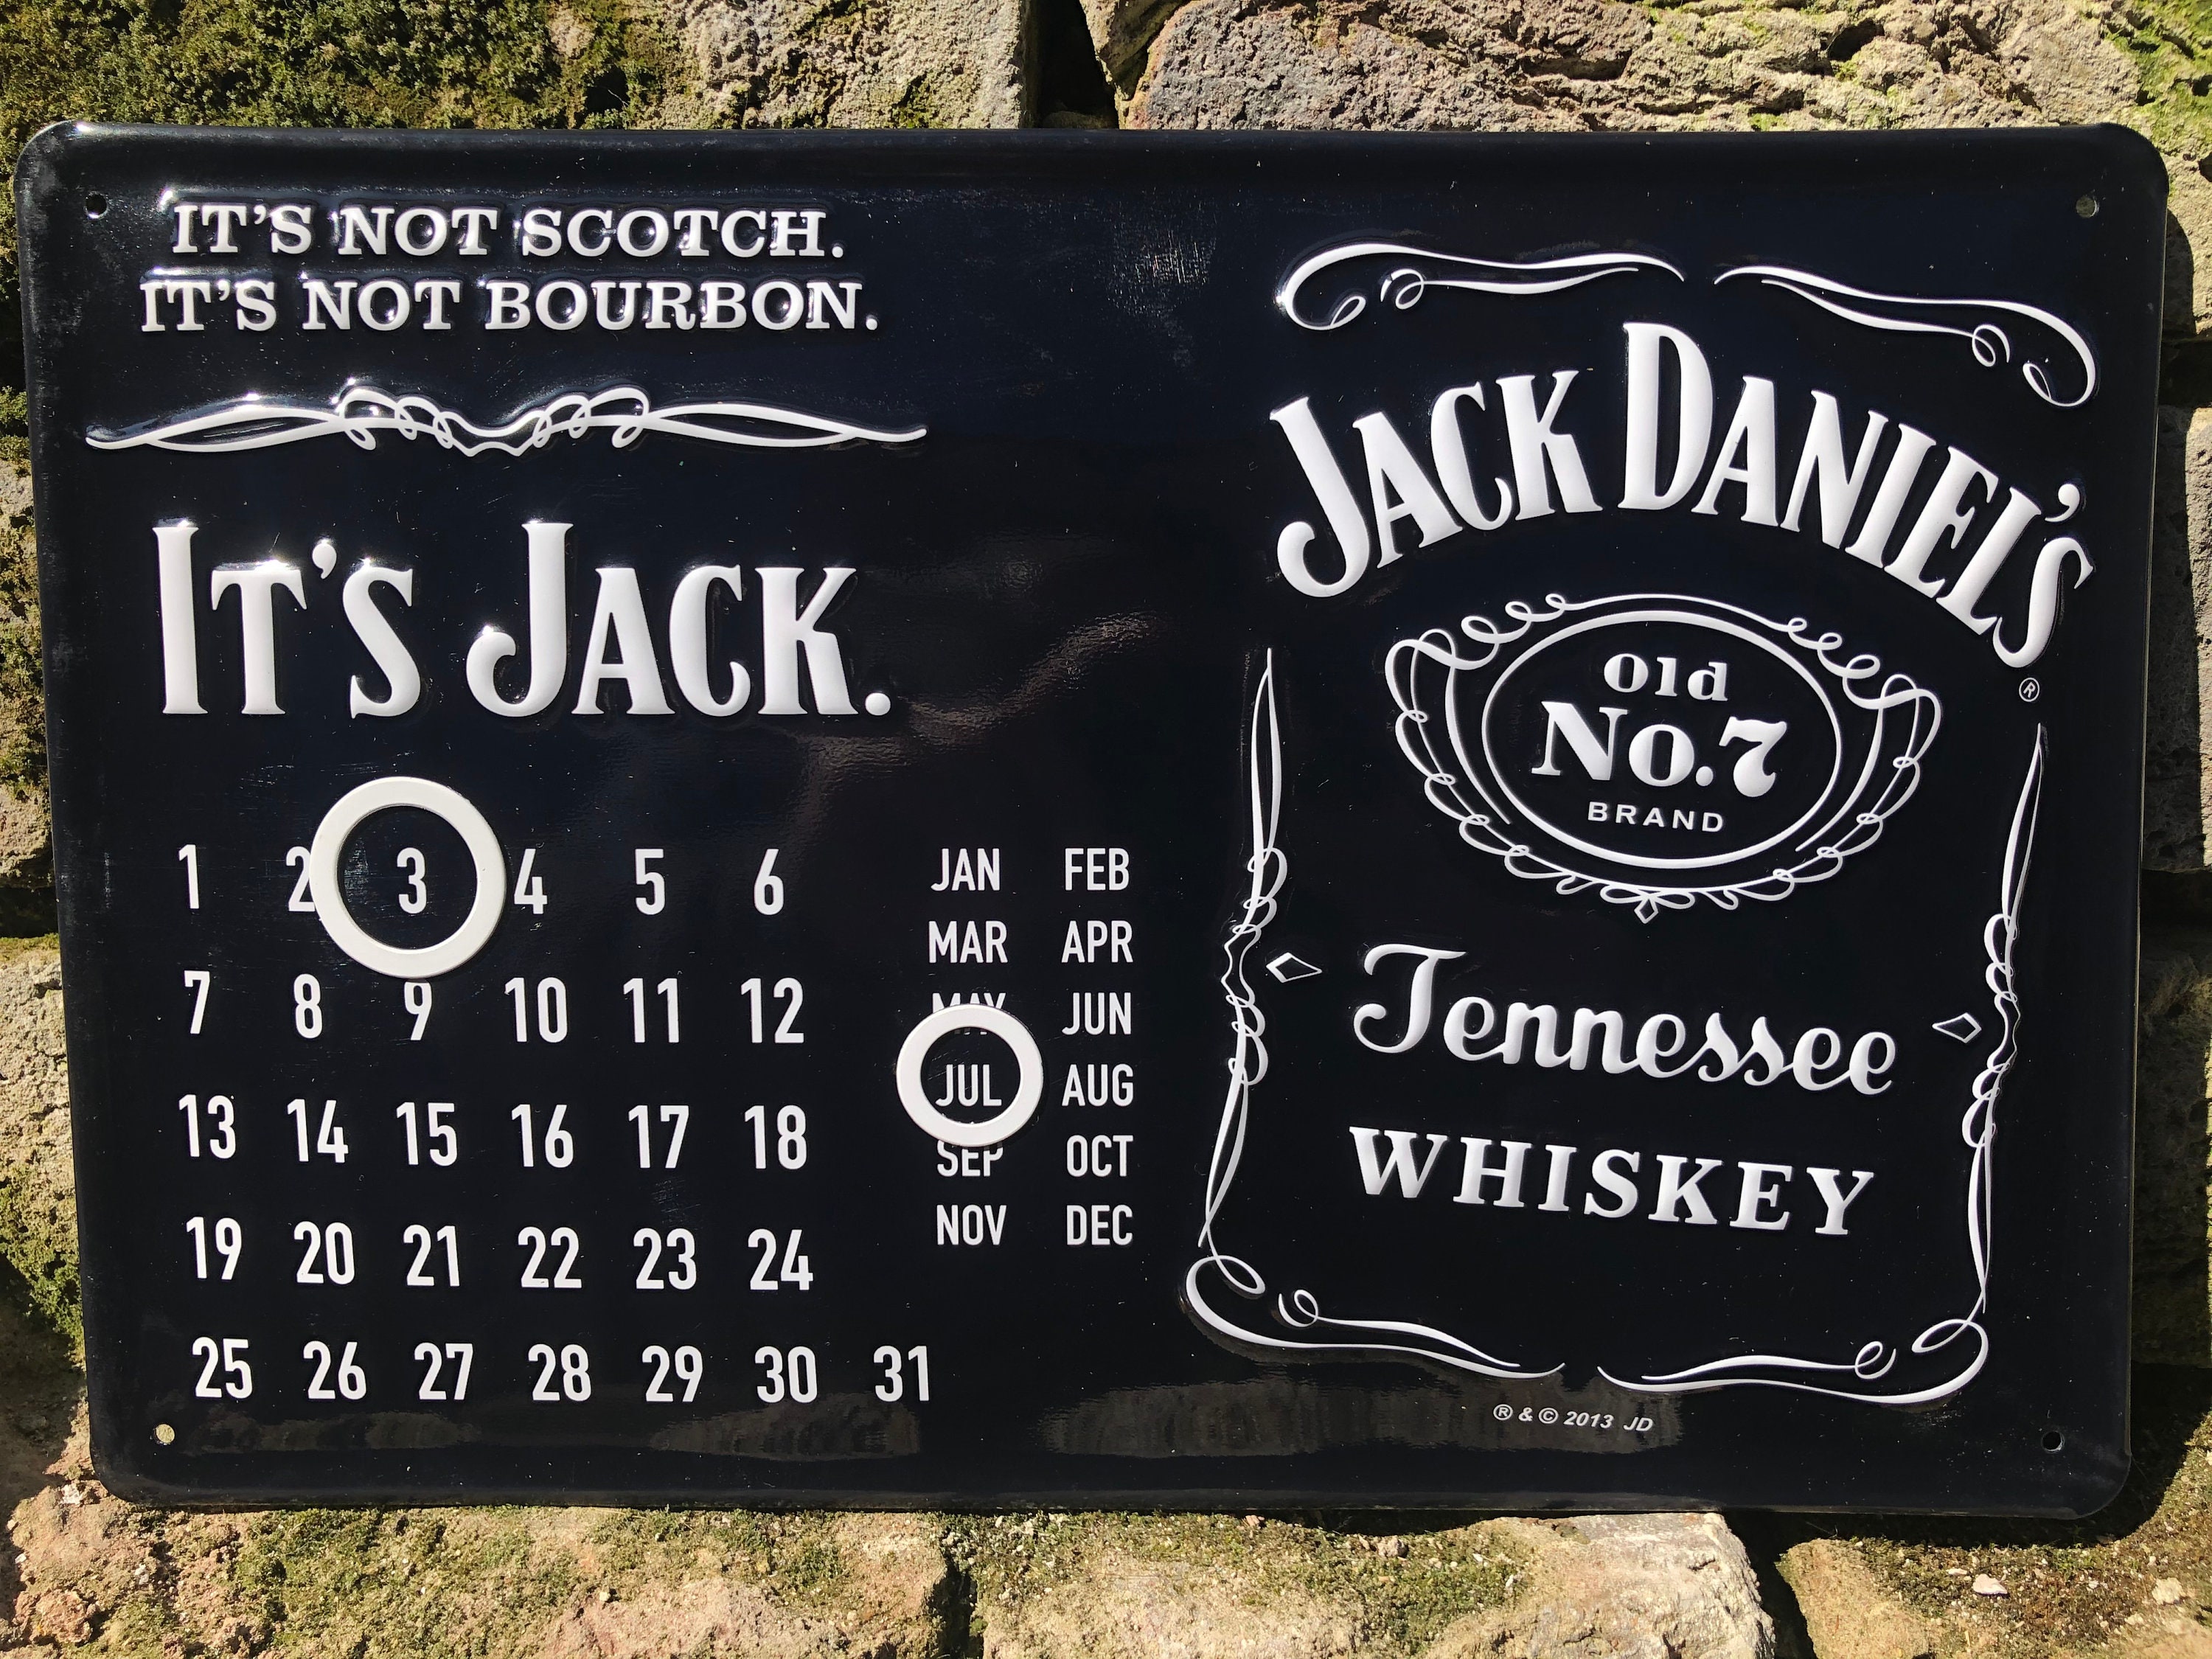 IT'S NOT SCOTCH.
IT'S NOT BOURBON.
IT'S JACK.
1 2 3 4 5 6
7 8 9 10 11 12
13 14 15 16 17 18
19 20 21 22 23 24
25 26 27 28 29 30 31
JAN FEB
MAR APR
MAY JUN
JUL AUG
SEP OCT
NOV DEC
JACK DANIEL'S®
Old
No.7
BRAND
Tennessee
WHISKEY
® & © 2013 JD